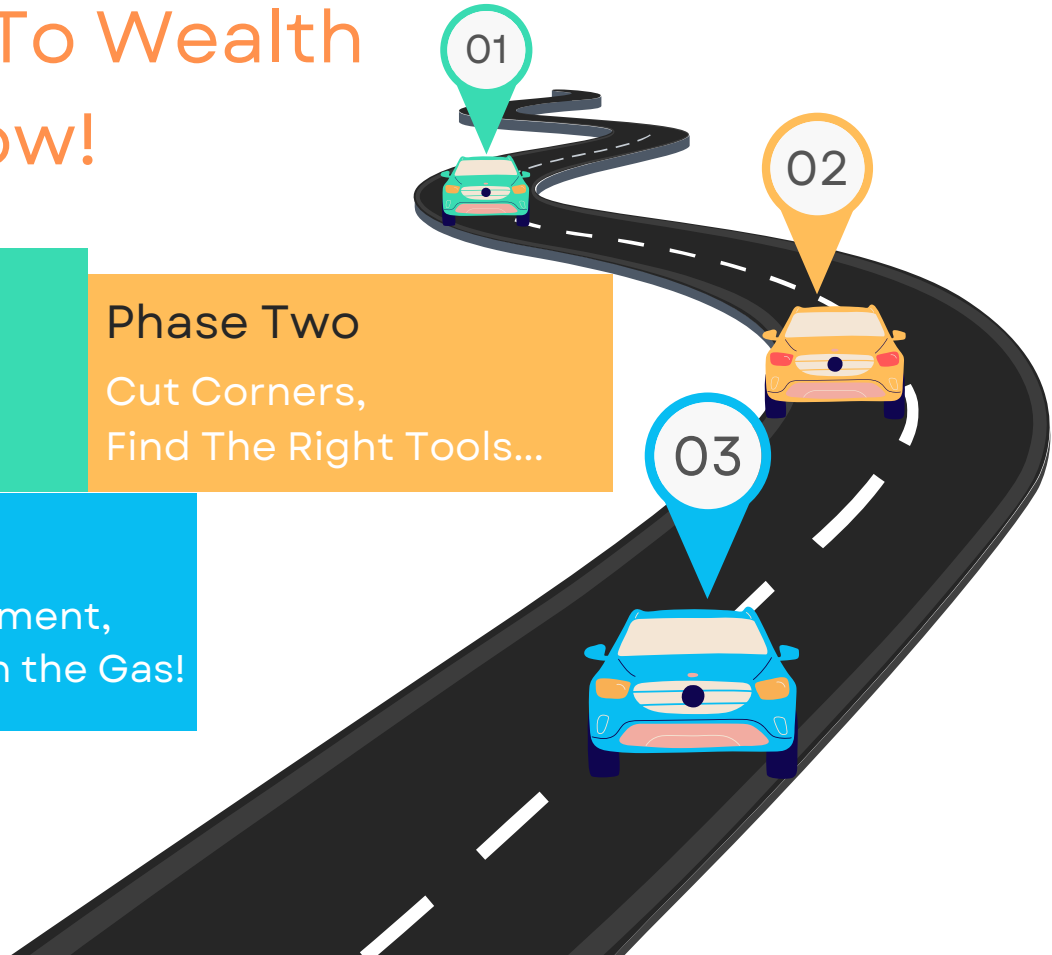 To Wealth
ow!
01
02
Phase Two
Cut Corners,
Find The Right Tools...
03
ment,
the Gas!